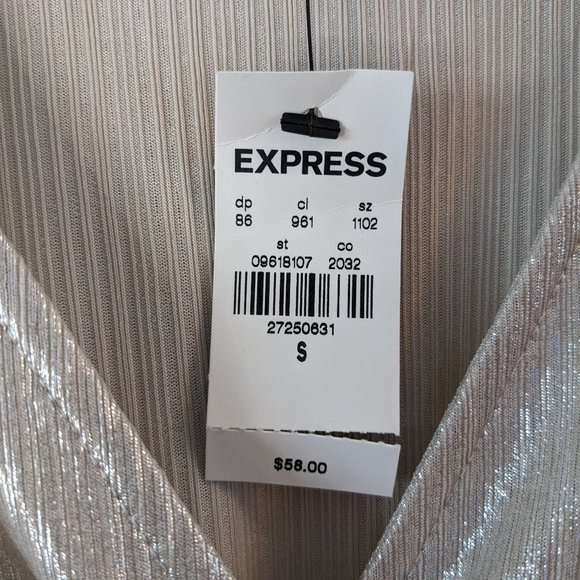 EXPRESS
dp cl sz
86 961 1102
st co
09618107 2032
27250631
S
$58.00